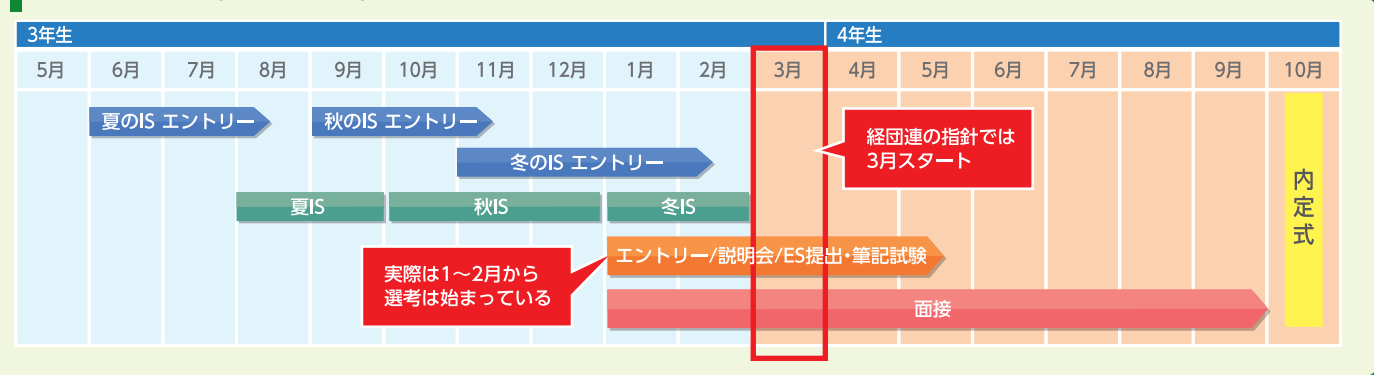 3年生
4年生
5月 6月 7月 8月 9月 10月 11月 12月 1月 2月 3月 4月 5月 6月 7月 8月 9月 10月
夏のIS エントリー
秋のIS エントリー
冬のIS エントリー
経団連の指針では
3月スタート
夏IS
秋IS
冬IS
エントリー/説明会/ES提出・筆記試験
実際は1～2月から
選考は始まっている
面接
内定式